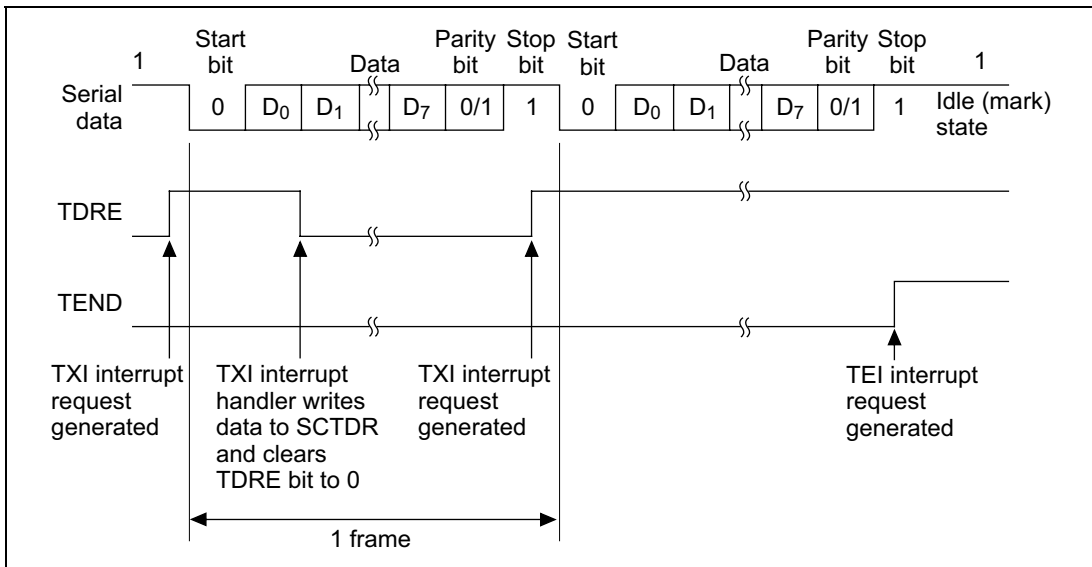 1
Start bit
Data
Parity bit
Stop bit
Start bit
Data
Parity bit
Stop bit
1
Serial data
0
D0
D1
D7
0/1
1
0
D0
D1
D7
0/1
1
Idle (mark) state
TDRE
TEND
TXI interrupt
request
generated
TXI interrupt
handler writes
data to SCTDR
and clears
TDRE bit to 0
TXI interrupt
request
generated
TEI interrupt
request
generated
1 frame